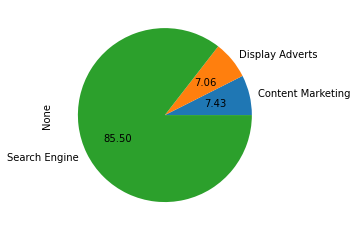 Display Adverts
7.06
Content Marketing
7.43
None
85.50
Search Engine